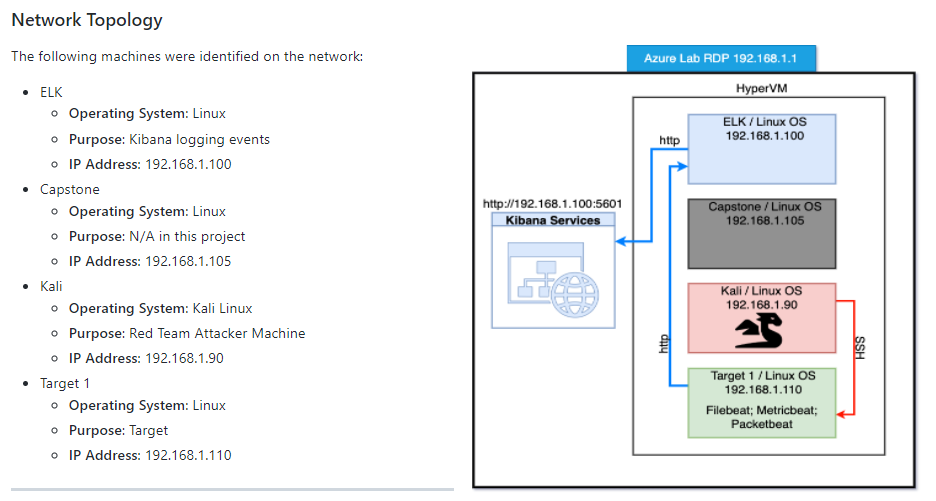 Network Topology
The following machines were identified on the network:
ELK
Operating System: Linux
Purpose: Kibana logging events
IP Address: 192.168.1.100
Capstone
Operating System: Linux
Purpose: N/A in this project
IP Address: 192.168.1.105
Kali
Operating System: Kali Linux
Purpose: Red Team Attacker Machine
IP Address: 192.168.1.90
Target 1
Operating System: Linux
Purpose: Target
IP Address: 192.168.1.110
Azure Lab RDP 192.168.1.1
HyperVM
ELK / Linux OS
192.168.1.100
http
http://192.168.1.100:5601
Kibana Services
Capstone / Linux OS
192.168.1.105
Kali / Linux OS
192.168.1.90
http
SSH
Target 1 / Linux OS
192.168.1.110
Filebeat; Metricbeat;
Packetbeat